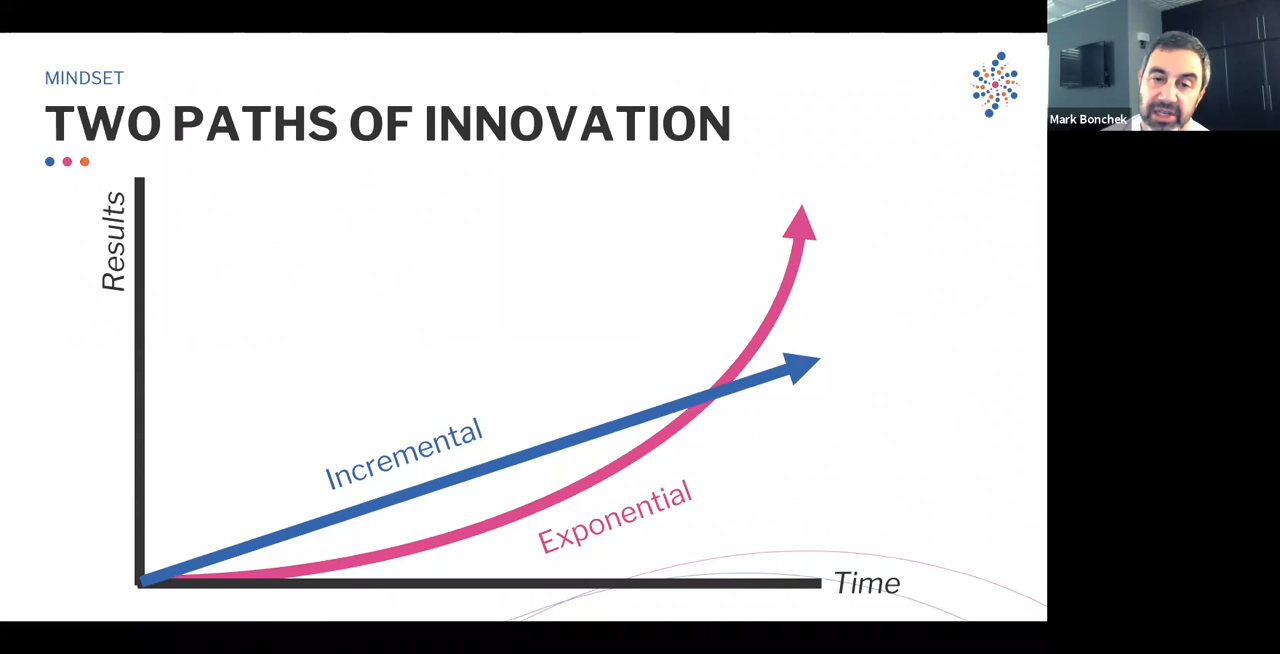 MINDSET
TWO PATHS OF INNOVATION
Results
Incremental
Exponential
Time
Mark Bonchek